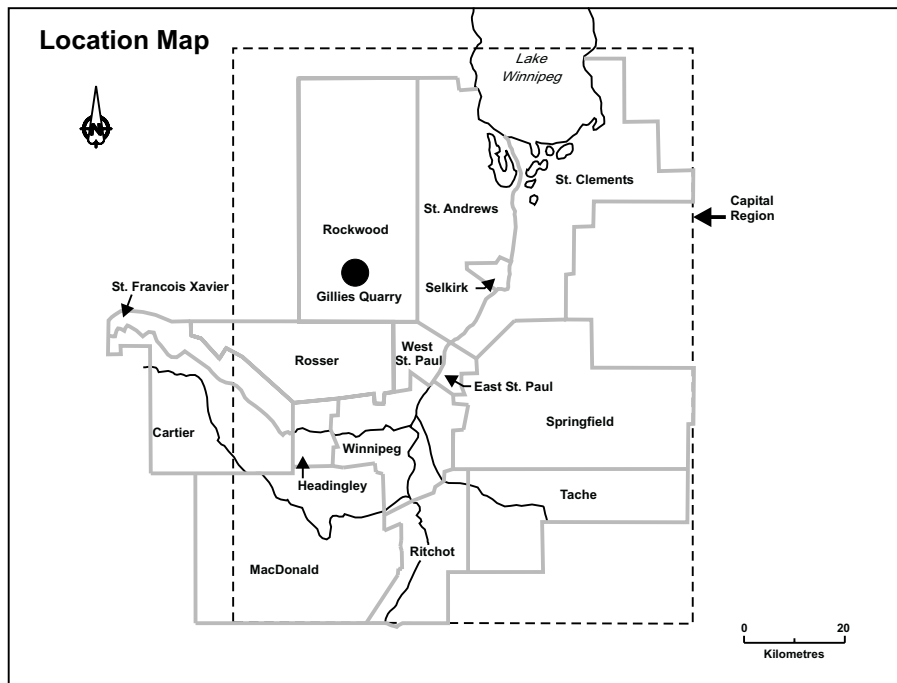 Location Map
Lake
Winnipeg
N
St. Clements
Capital
Region
St. Andrews
Rockwood
Gillies Quarry
Selkirk
St. Francois Xavier
West
St. Paul
Rosser
East St. Paul
Springfield
Cartier
Winnipeg
Headingley
Tache
Ritchot
MacDonald
0 20
Kilometres